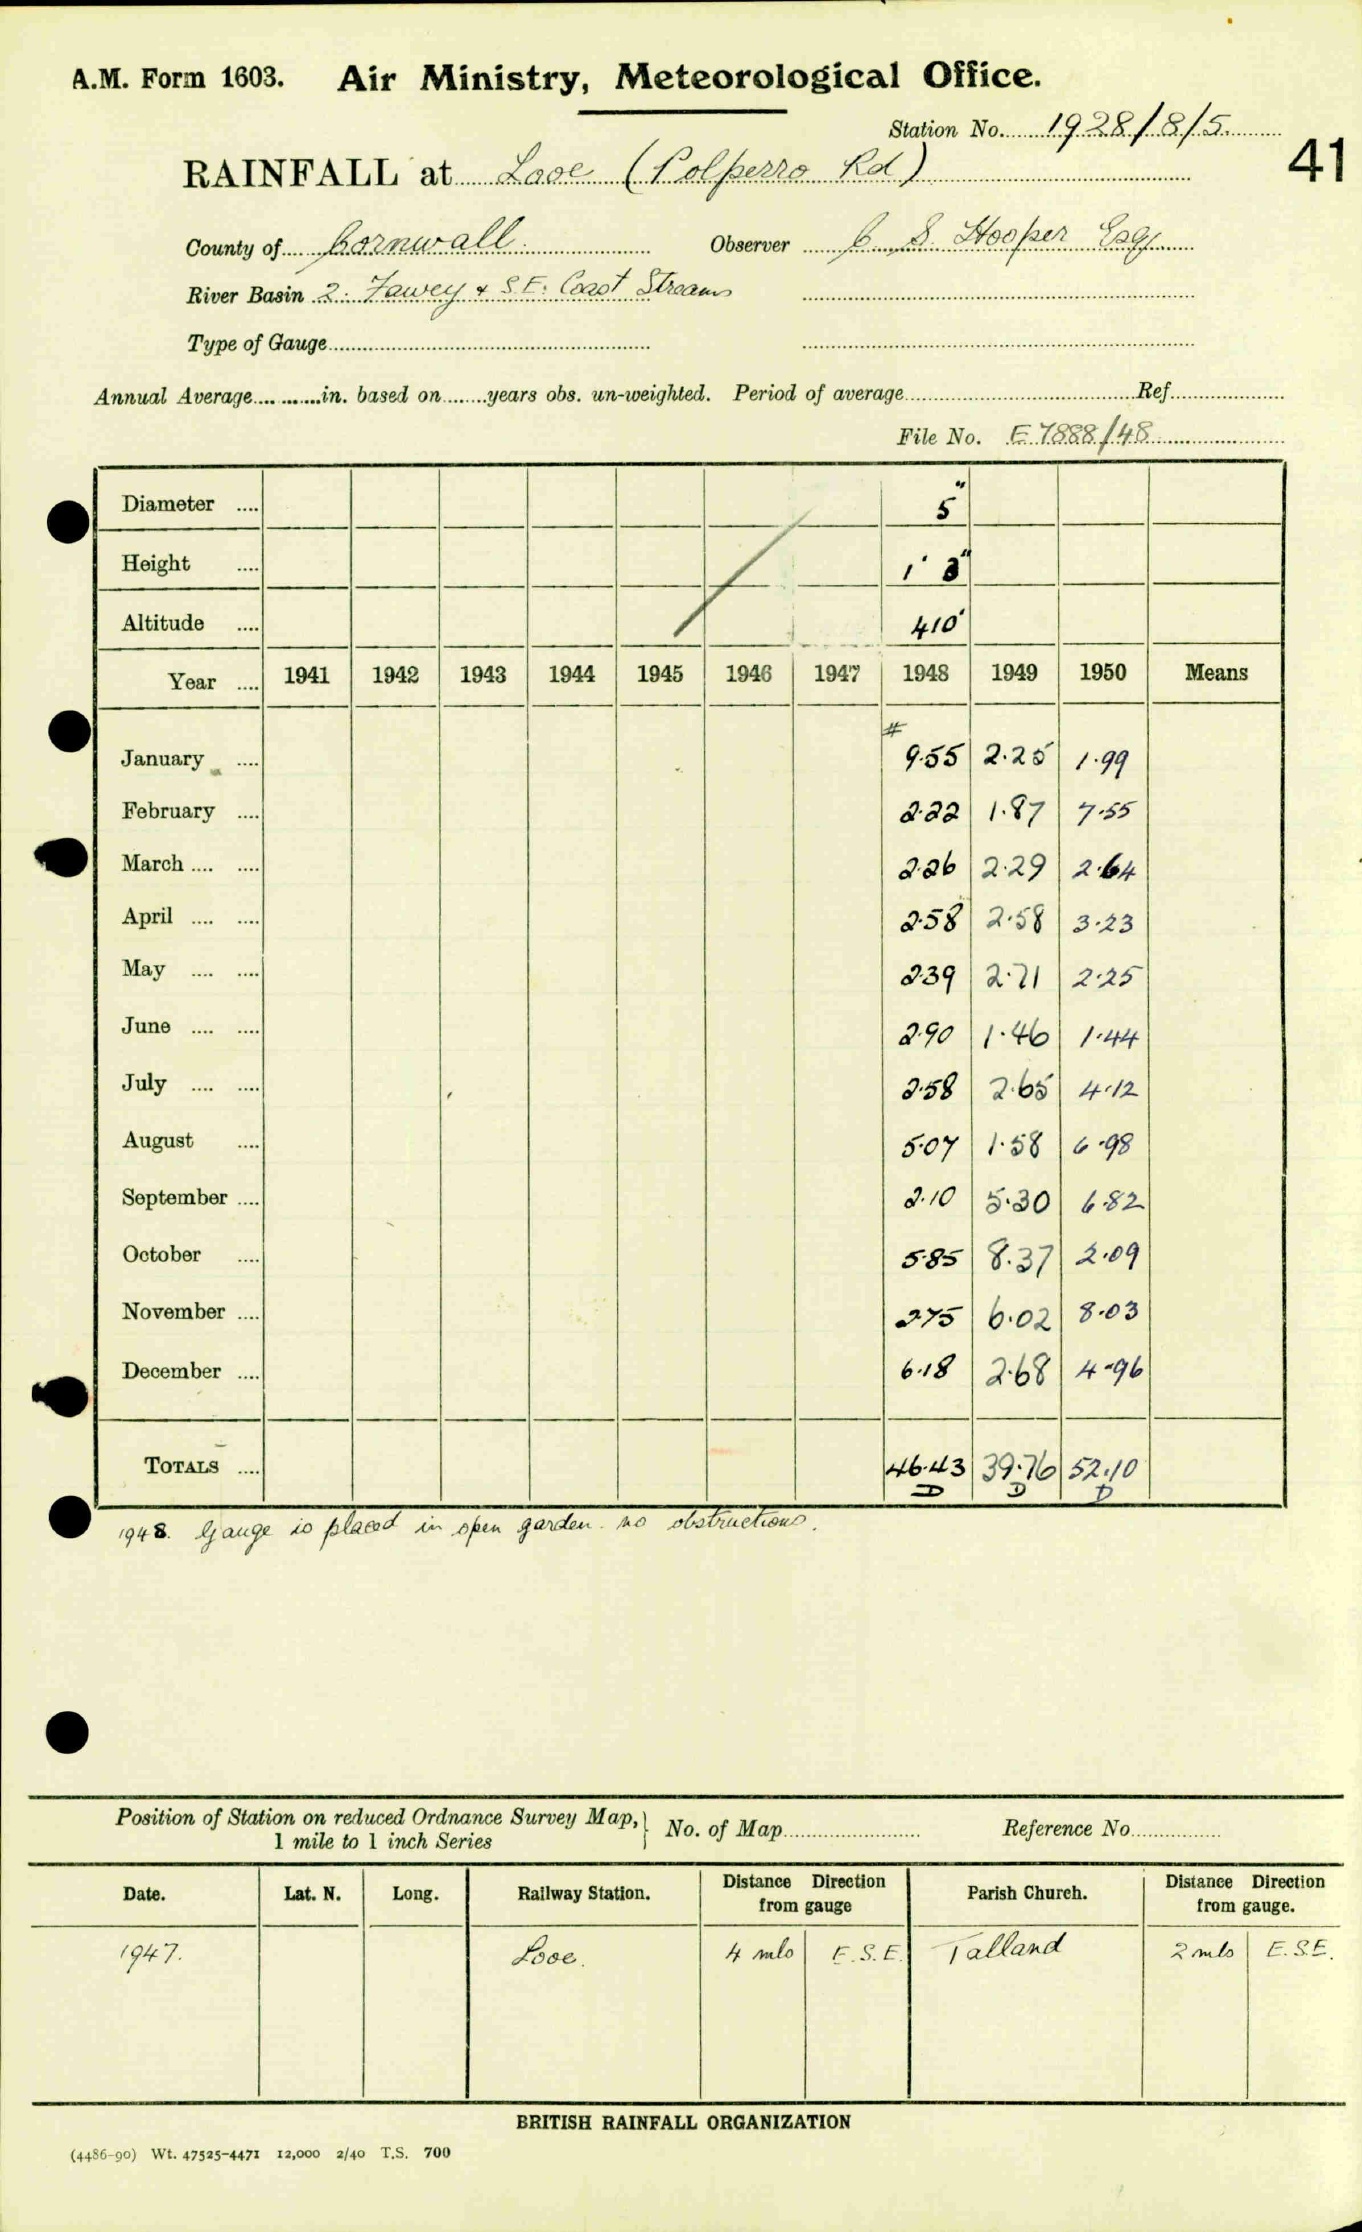 A.M. Form 1603. Air Ministry, Meteorological Office.
Station No. 1928/8/5.
41
RAINFALL at Looe (Polperro Rd)
County of Cornwall. Observer C S Hooper Esq
River Basin 2. Fowey & S.E. Coast Streams
Type of Gauge
Annual Average in. based on years obs. un-weighted. Period of average Ref
File No. E 7888/48
Diameter 5"
Height 1' 3"
Altitude 410'
Year 1941 1942 1943 1944 1945 1946 1947 1948 1949 1950 Means
#
January 9.55 2.25 1.99
February 2.22 1.87 7.55
March 2.26 2.29 2.64
April 2.58 2.58 3.23
May 2.39 2.71 2.25
June 2.90 1.46 1.44
July 2.58 2.65 4.12
August 5.07 1.58 6.98
September 2.10 5.30 6.82
October 5.85 8.37 2.09
November 2.75 6.02 8.03
December 6.18 2.68 4.96
TOTALS 46.43 39.76 52.10
D D D
1948. Gauge is placed in open garden. no obstructions.
Position of Station on reduced Ordnance Survey Map, 1 mile to 1 inch Series } No. of Map Reference No.
Date. Lat. N. Long. Railway Station. Distance Direction from gauge Parish Church. Distance Direction from gauge.
1947. Looe. 4 mls E.S.E. Talland 2 mls E.S.E.
BRITISH RAINFALL ORGANIZATION
(4486-90) Wt. 47525-4471 12,000 2/40 T.S. 700